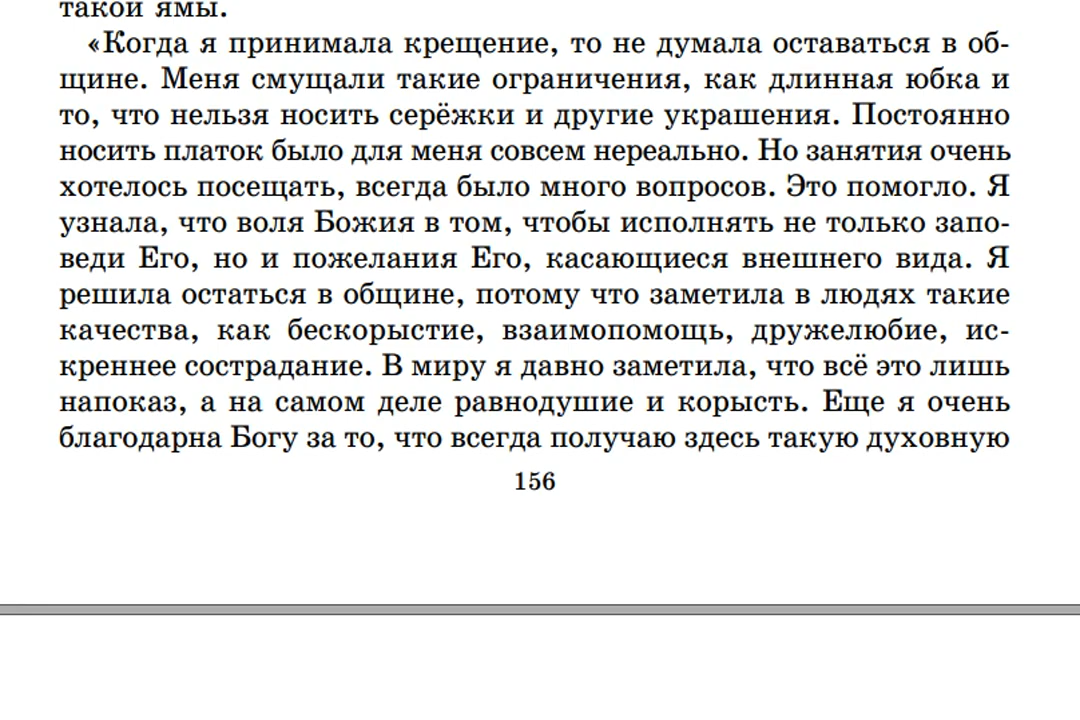 такой ямы.
«Когда я принимала крещение, то не думала оставаться в об-
щине. Меня смущали такие ограничения, как длинная юбка и
то, что нельзя носить серёжки и другие украшения. Постоянно
носить платок было для меня совсем нереально. Но занятия очень
хотелось посещать, всегда было много вопросов. Это помогло. Я
узнала, что воля Божия в том, чтобы исполнять не только запо-
веди Его, но и пожелания Его, касающиеся внешнего вида. Я
решила остаться в общине, потому что заметила в людях такие
качества, как бескорыстие, взаимопомощь, дружелюбие, ис-
креннее сострадание. В миру я давно заметила, что всё это лишь
напоказ, а на самом деле равнодушие и корысть. Еще я очень
благодарна Богу за то, что всегда получаю здесь такую духовную
156